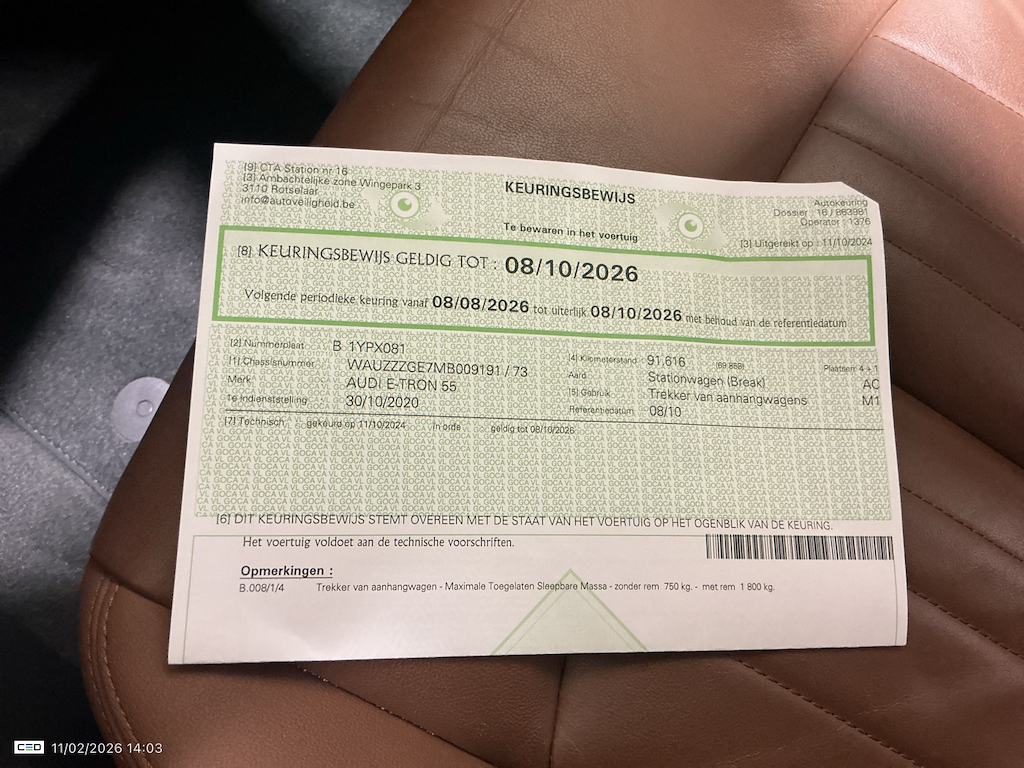 [9] CTA Station nr 16
[3] Ambachtelijke zone Wingepark 3
3110 Rotselaar
info@autoveiligheid.be
KEURINGSBEWIJS
Te bewaren in het voertuig
Autokeuring
Dossier : 16 / 863981
Operator : 1376
[3] Uitgereikt op : 11/10/2024
[8] KEURINGSBEWIJS GELDIG TOT : 08/10/2026
Volgende periodieke keuring vanaf 08/08/2026 tot uiterlijk 08/10/2026 met behoud van de referentiedatum
[2] Nummerplaat B 1YPX081
[1] Chassisnummer WAUZZZGE7MB009191 / 73
Merk AUDI E-TRON 55
1e Indienststelling 30/10/2020
[4] Kilometerstand 91.616 (69.859) Plaatsen: 4 + 1
Aard Stationwagen (Break) AC
[5] Gebruik Trekker van aanhangwagens M1
Referentiedatum 08/10
[7] Technisch : gekeurd op 11/10/2024 in orde geldig tot 08/10/2026
[6] DIT KEURINGSBEWIJS STEMT OVEREEN MET DE STAAT VAN HET VOERTUIG OP HET OGENBLIK VAN DE KEURING.
Het voertuig voldoet aan de technische voorschriften.
Opmerkingen :
B.008/1/4 Trekker van aanhangwagen - Maximale Toegelaten Sleepbare Massa - zonder rem 750 kg. - met rem 1 800 kg.
CEO 11/02/2026 14:03